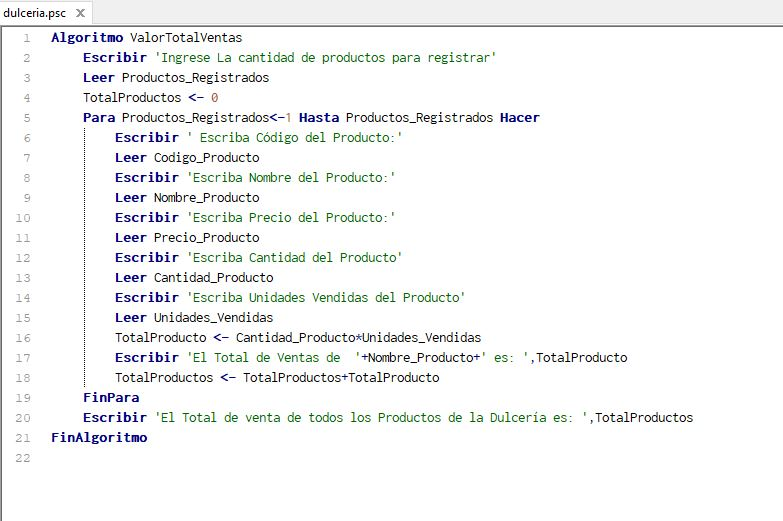 dulceria.psc
1 Algoritmo ValorTotalVentas
2 Escribir 'Ingrese La cantidad de productos para registrar'
3 Leer Productos_Registrados
4 TotalProductos <- 0
5 Para Productos_Registrados<-1 Hasta Productos_Registrados Hacer
6 Escribir ' Escriba Código del Producto:'
7 Leer Codigo_Producto
8 Escribir 'Escriba Nombre del Producto:'
9 Leer Nombre_Producto
10 Escribir 'Escriba Precio del Producto:'
11 Leer Precio_Producto
12 Escribir 'Escriba Cantidad del Producto'
13 Leer Cantidad_Producto
14 Escribir 'Escriba Unidades Vendidas del Producto'
15 Leer Unidades_Vendidas
16 TotalProducto <- Cantidad_Producto*Unidades_Vendidas
17 Escribir 'El Total de Ventas de  '+Nombre_Producto+' es: ',TotalProducto
18 TotalProductos <- TotalProductos+TotalProducto
19 FinPara
20 Escribir 'El Total de venta de todos los Productos de la Dulcería es: ',TotalProductos
21 FinAlgoritmo
22